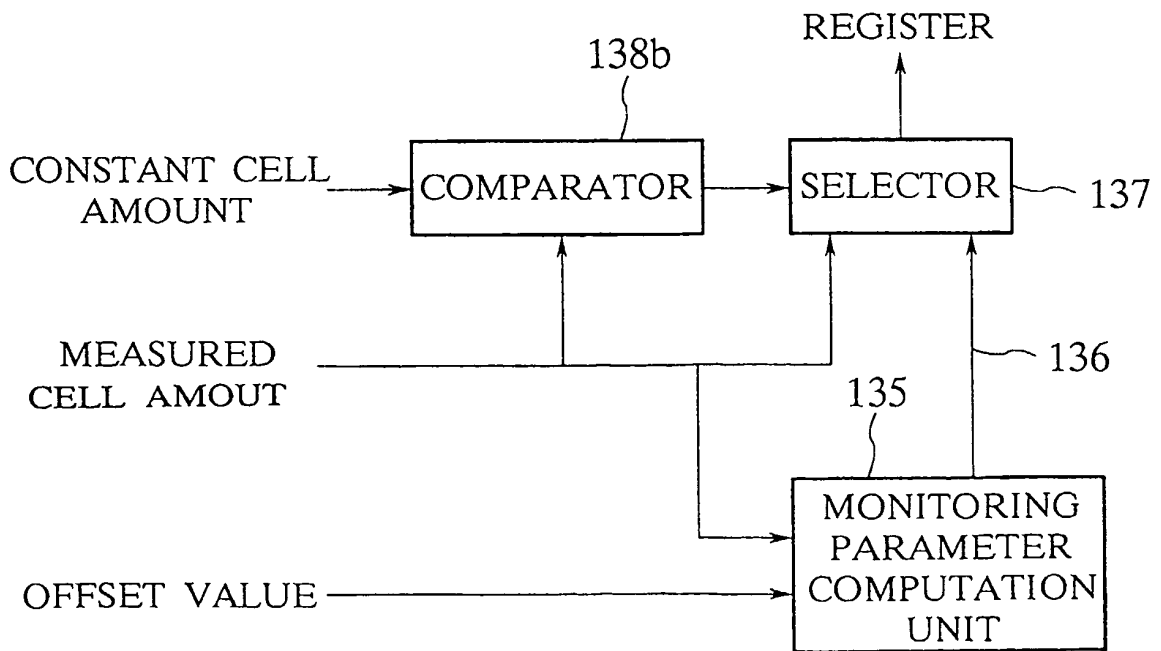 REGISTER
138b
CONSTANT CELL
AMOUNT
COMPARATOR
SELECTOR
137
MEASURED
CELL AMOUT
136
135
MONITORING
PARAMETER
COMPUTATION
UNIT
OFFSET VALUE